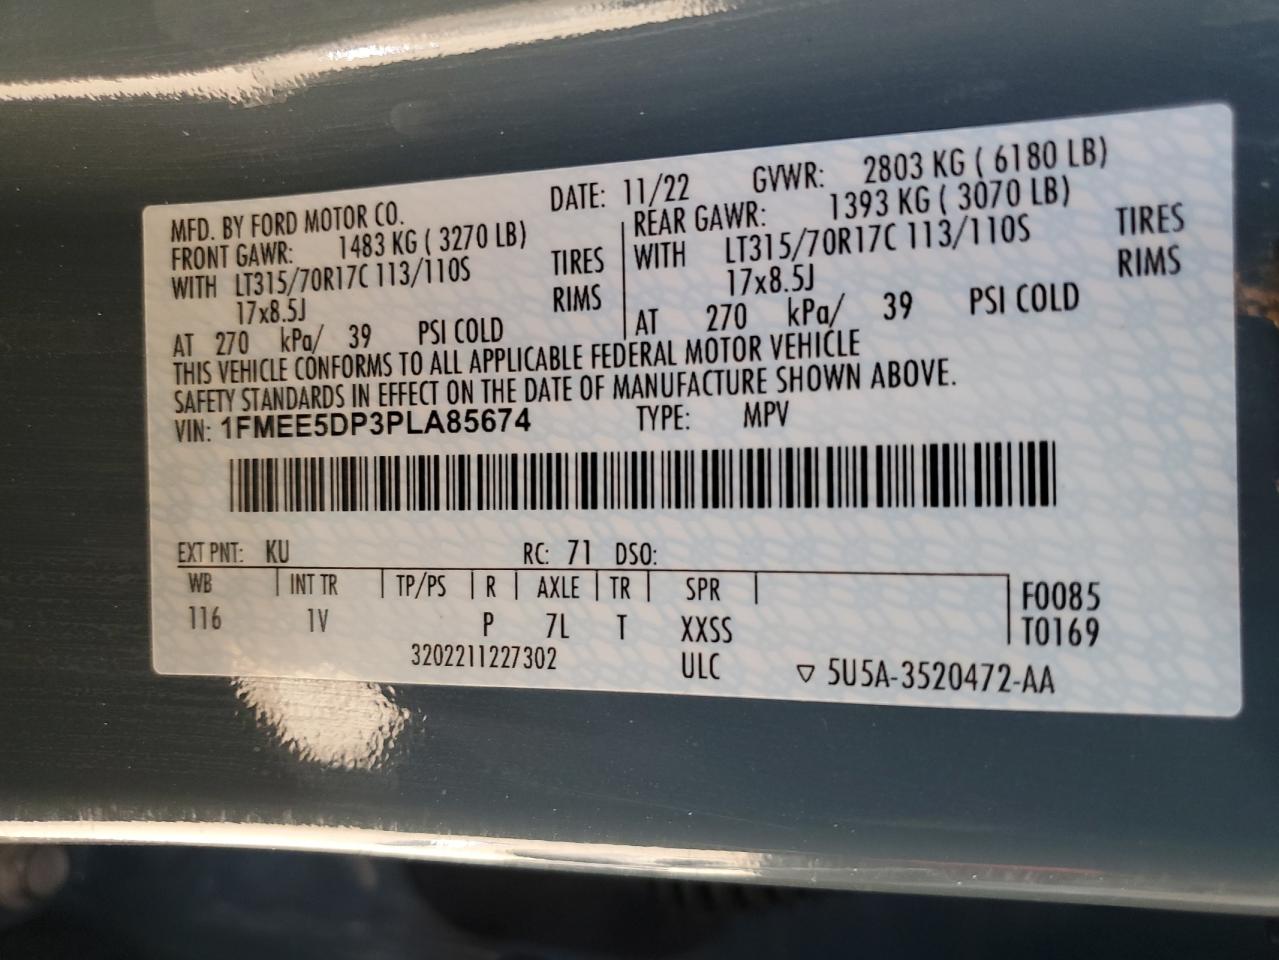 MFD. BY FORD MOTOR CO. DATE: 11/22 GVWR: 2803 KG ( 6180 LB)
FRONT GAWR: 1483 KG ( 3270 LB)
WITH LT315/70R17C 113/110S TIRES
17x8.5J RIMS
AT 270 kPa/ 39 PSI COLD
REAR GAWR: 1393 KG ( 3070 LB)
WITH LT315/70R17C 113/110S TIRES
17x8.5J RIMS
AT 270 kPa/ 39 PSI COLD
THIS VEHICLE CONFORMS TO ALL APPLICABLE FEDERAL MOTOR VEHICLE
SAFETY STANDARDS IN EFFECT ON THE DATE OF MANUFACTURE SHOWN ABOVE.
VIN: 1FMEE5DP3PLA85674 TYPE: MPV
EXT PNT: KU RC: 71 DSO:
WB INT TR TP/PS R AXLE TR SPR F0085
116 1V P 7L T XXSS T0169
3202211227302 ULC ▽ 5U5A-3520472-AA